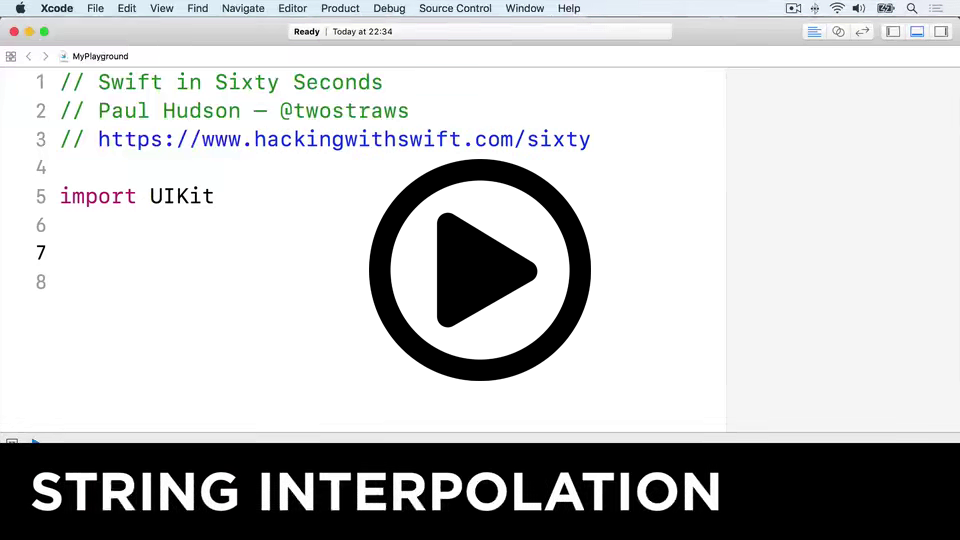 Xcode File Edit View Find Navigate Editor Product Debug Source Control Window Help
Ready | Today at 22:34
MyPlayground
1 // Swift in Sixty Seconds
2 // Paul Hudson — @twostraws
3 // https://www.hackingwithswift.com/sixty
4
5 import UIKit
6
7
8
STRING INTERPOLATION